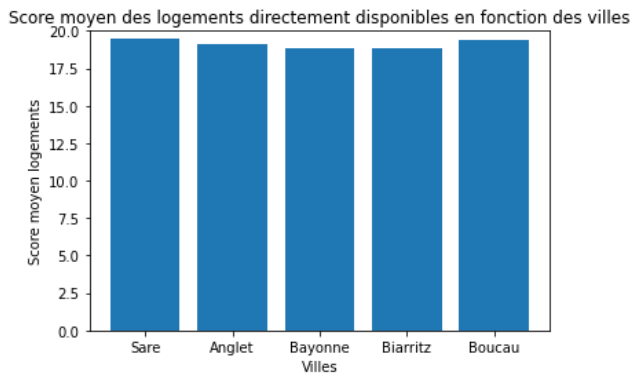 Score moyen des logements directement disponibles en fonction des villes
20.0
17.5
15.0
12.5
10.0
7.5
5.0
2.5
0.0
Score moyen logements
Sare Anglet Bayonne Biarritz Boucau
Villes